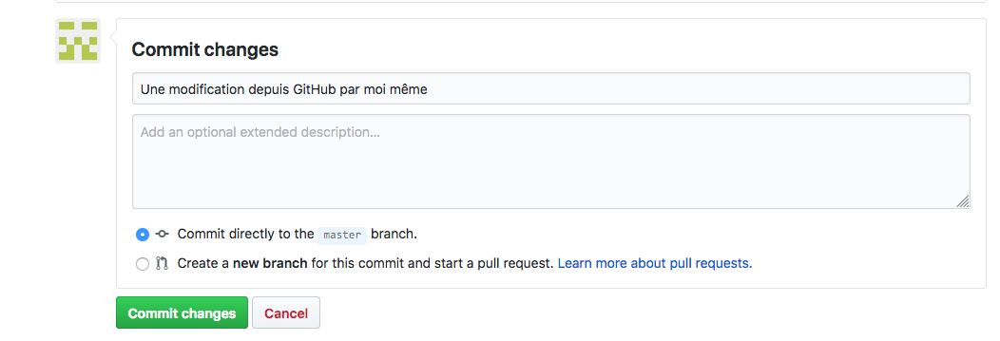 Commit changes
Une modification depuis GitHub par moi même
Add an optional extended description...
Commit directly to the master branch.
Create a new branch for this commit and start a pull request. Learn more about pull requests.
Commit changes Cancel